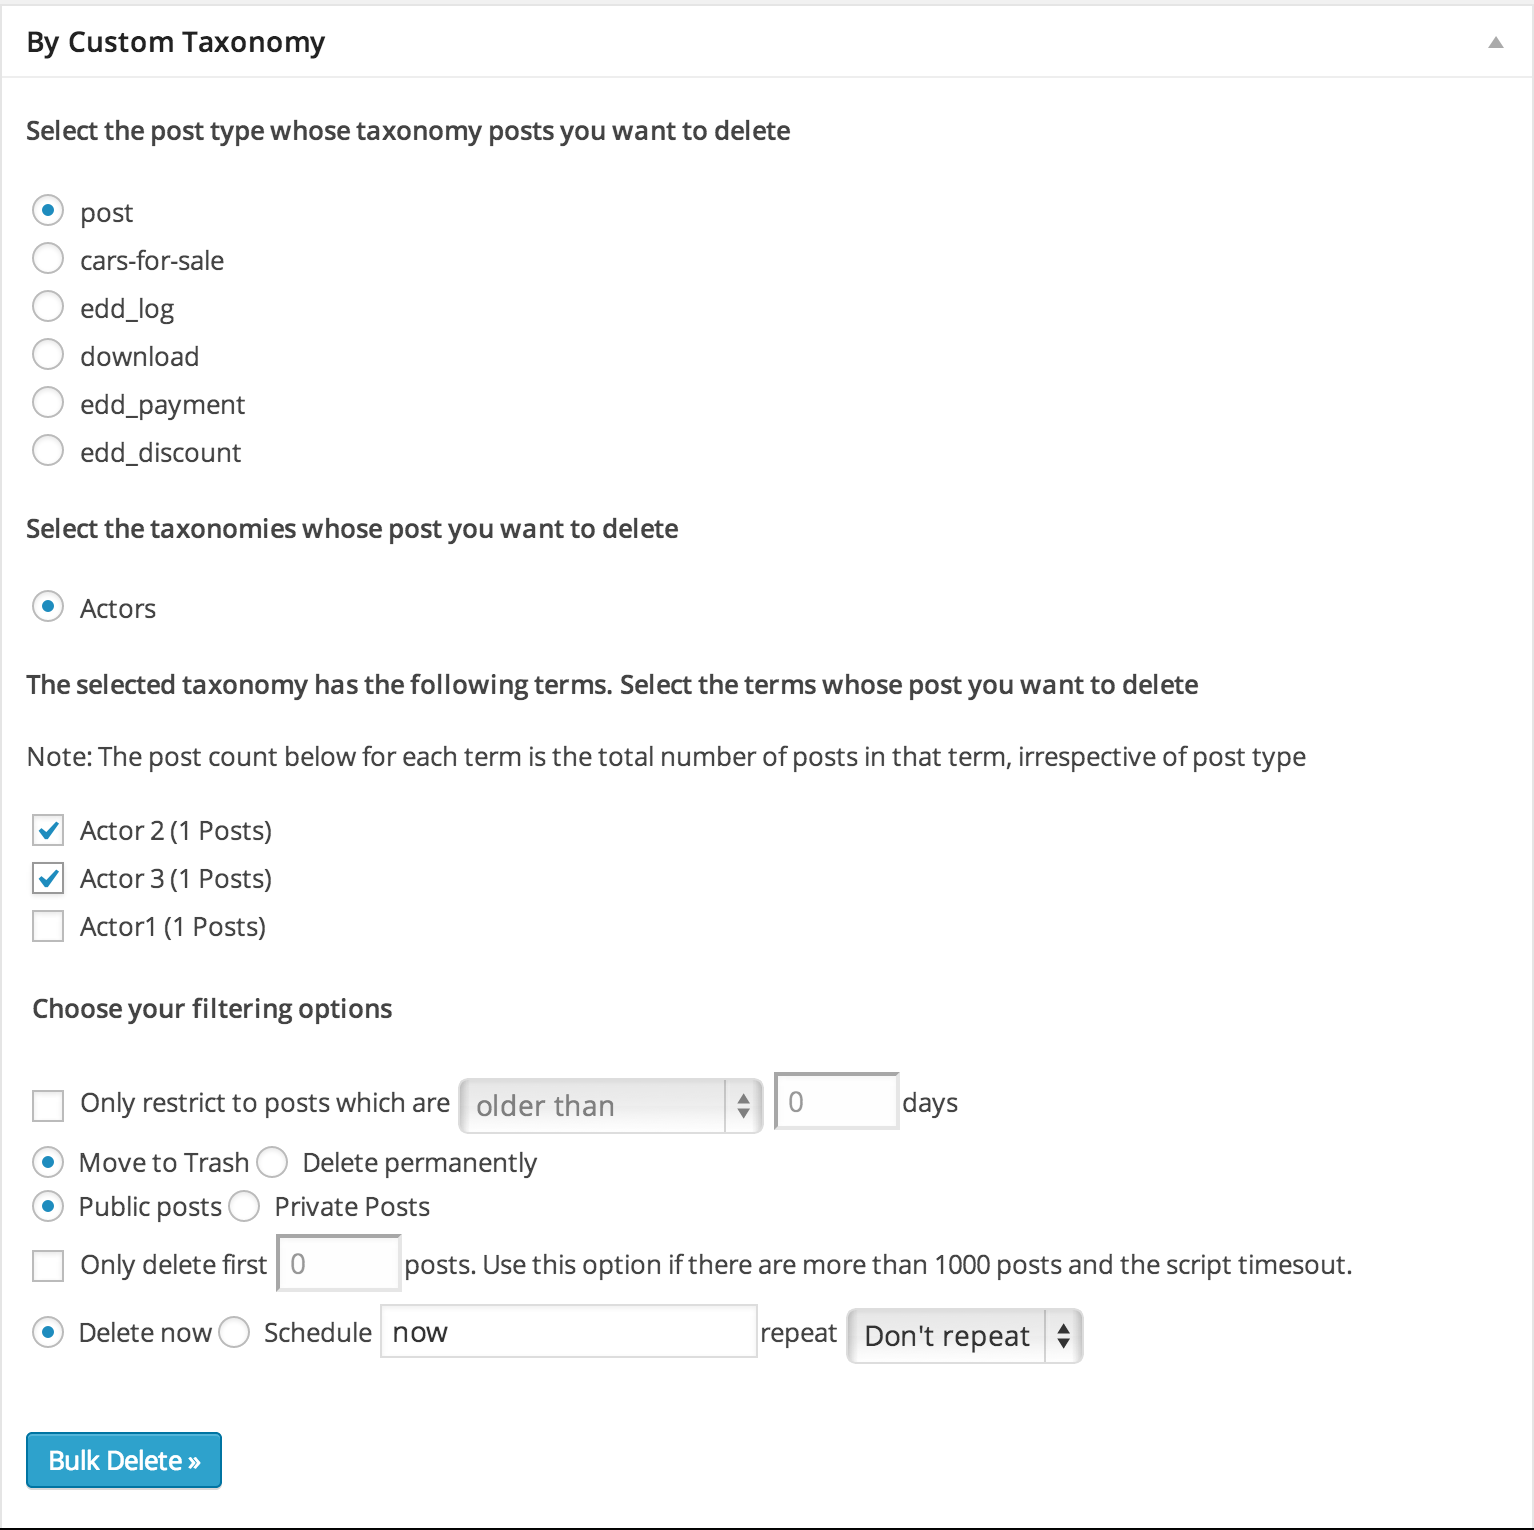 By Custom Taxonomy
Select the post type whose taxonomy posts you want to delete
post
cars-for-sale
edd_log
download
edd_payment
edd_discount
Select the taxonomies whose post you want to delete
Actors
The selected taxonomy has the following terms. Select the terms whose post you want to delete
Note: The post count below for each term is the total number of posts in that term, irrespective of post type
Actor 2 (1 Posts)
Actor 3 (1 Posts)
Actor1 (1 Posts)
Choose your filtering options
Only restrict to posts which are older than 0 days
Move to Trash Delete permanently
Public posts Private Posts
Only delete first 0 posts. Use this option if there are more than 1000 posts and the script timesout.
Delete now Schedule now repeat Don't repeat
Bulk Delete »